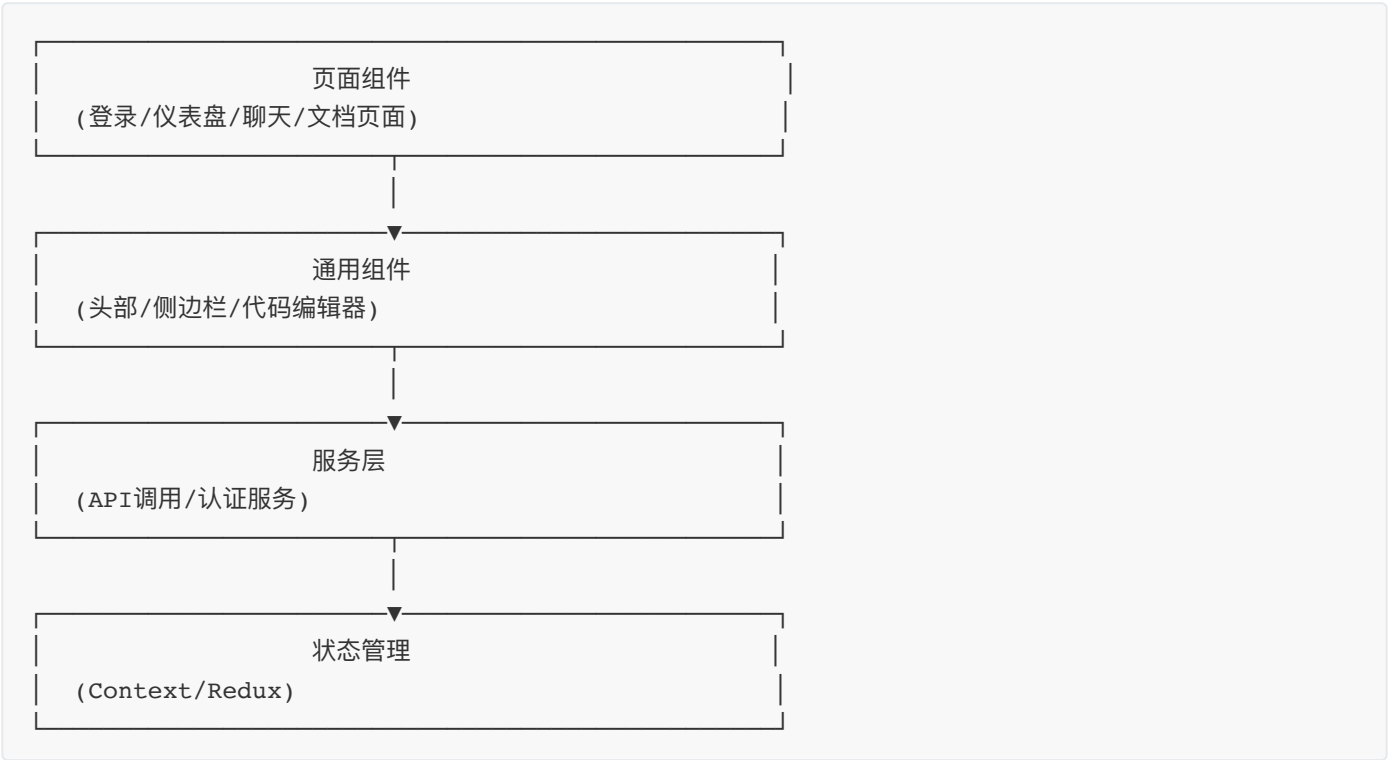 页面组件
(登录/仪表盘/聊天/文档页面)
通用组件
(头部/侧边栏/代码编辑器)
服务层
(API调用/认证服务)
状态管理
(Context/Redux)